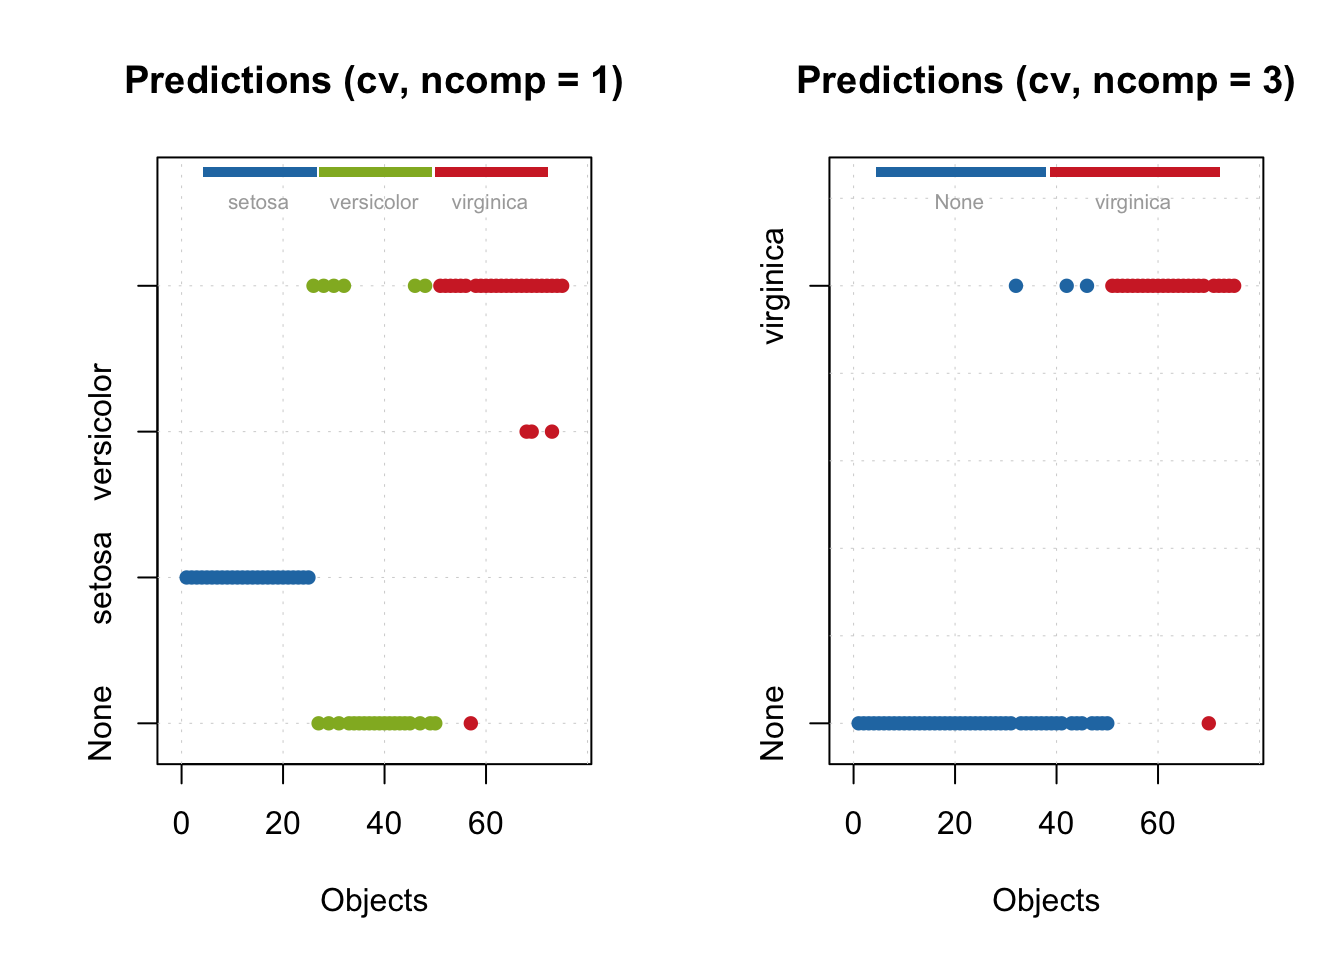 Predictions (cv, ncomp = 1)
setosa versicolor virginica
None setosa versicolor
0 20 40 60
Objects
Predictions (cv, ncomp = 3)
None virginica
None virginica
0 20 40 60
Objects